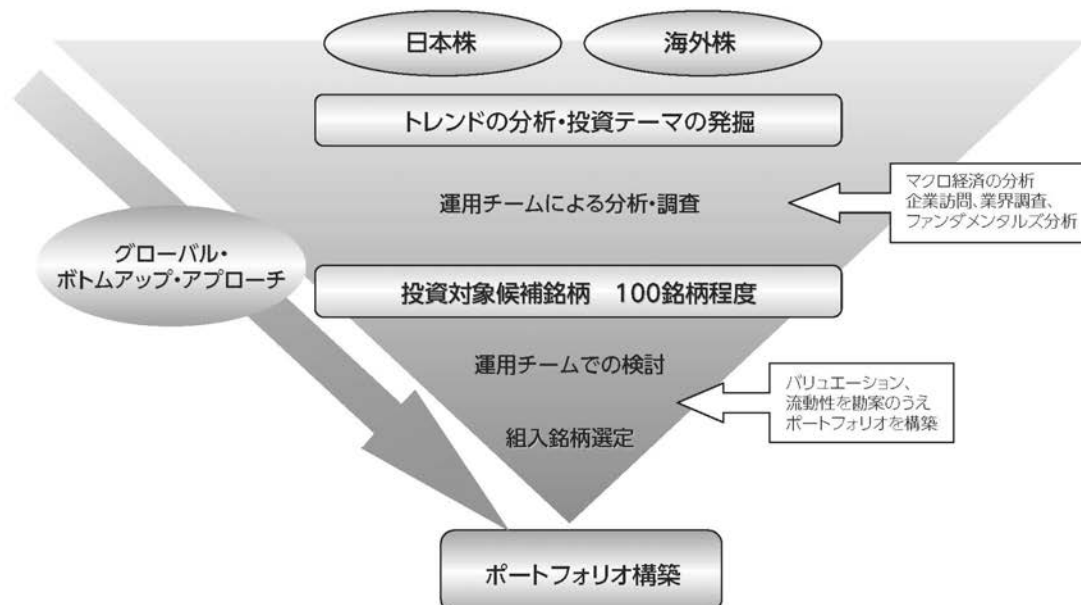 日本株
海外株
トレンドの分析・投資テーマの発掘
運用チームによる分析・調査
マクロ経済の分析
企業訪問、業界調査、
ファンダメンタルズ分析
グローバル・
ボトムアップ・アプローチ
投資対象候補銘柄　100銘柄程度
運用チームでの検討
バリュエーション、
流動性を勘案のうえ
ポートフォリオを構築
組入銘柄選定
ポートフォリオ構築